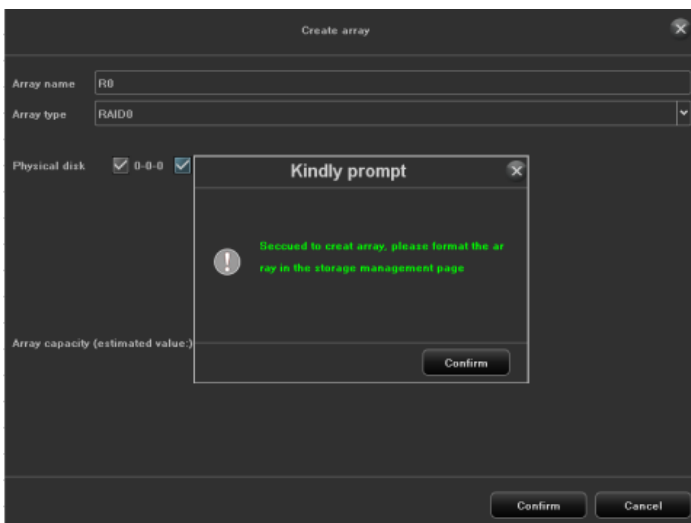 Create array
Array name R0
Array type RAID0
Physical disk 0-0-0
Kindly prompt
Seccued to creat array, please format the ar
ray in the storage management page
Array capacity (estimated value:)
Confirm
Confirm Cancel